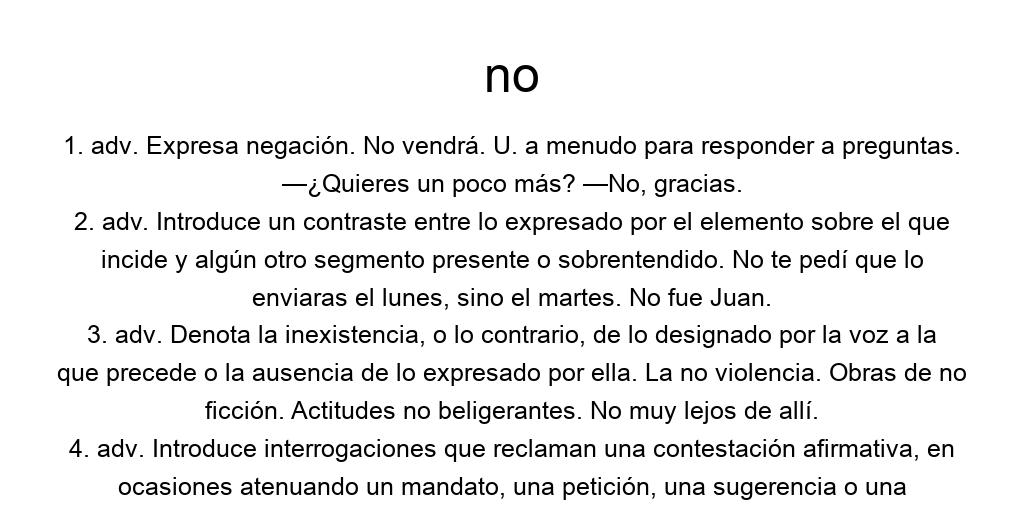 no
1. adv. Expresa negación. No vendrá. U. a menudo para responder a preguntas.
—¿Quieres un poco más? —No, gracias.
2. adv. Introduce un contraste entre lo expresado por el elemento sobre el que
incide y algún otro segmento presente o sobrentendido. No te pedí que lo
enviaras el lunes, sino el martes. No fue Juan.
3. adv. Denota la inexistencia, o lo contrario, de lo designado por la voz a la
que precede o la ausencia de lo expresado por ella. La no violencia. Obras de no
ficción. Actitudes no beligerantes. No muy lejos de allí.
4. adv. Introduce interrogaciones que reclaman una contestación afirmativa, en
ocasiones atenuando un mandato, una petición, una sugerencia o una